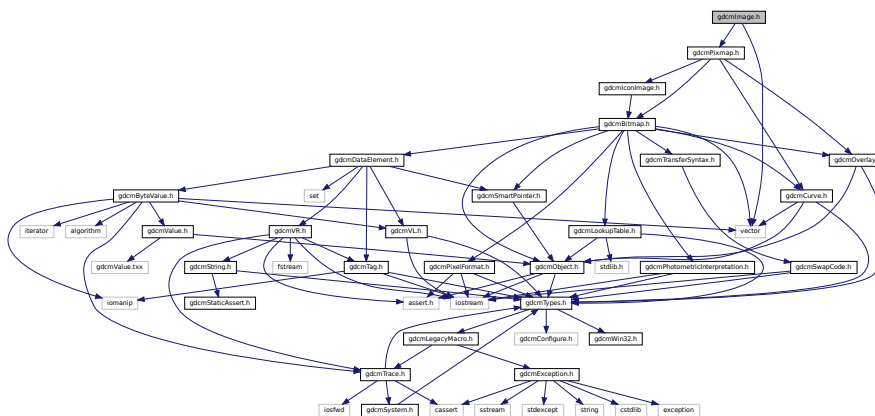 gdcmImage.h
gdcmPixmap.h
gdcmIconImage.h
gdcmBitmap.h
gdcmDataElement.h
gdcmTransferSyntax.h
gdcmOverlay
gdcmByteValue.h
set
gdcmSmartPointer.h
gdcmCurve.h
iterator
algorithm
gdcmValue.h
gdcmVR.h
gdcmVL.h
gdcmLookupTable.h
vector
gdcmValue.txx
gdcmString.h
fstream
gdcmTag.h
gdcmPixelFormat.h
gdcmObject.h
stdlib.h
gdcmPhotometricInterpretation.h
gdcmSwapCode.h
iomanip
gdcmStaticAssert.h
assert.h
iostream
gdcmTypes.h
gdcmLegacyMacro.h
gdcmConfigure.h
gdcmWin32.h
gdcmTrace.h
gdcmException.h
iosfwd
gdcmSystem.h
cassert
sstream
stdexcept
string
cstdlib
exception